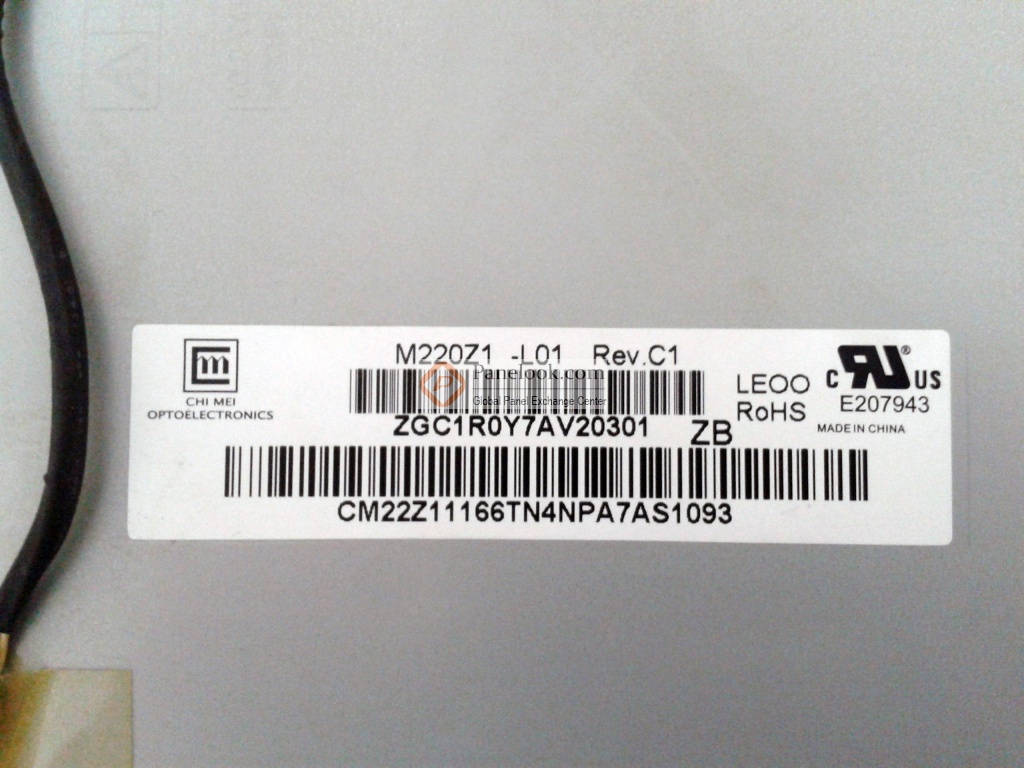 M220Z1 -L01 Rev.C1
CHI MEI
OPTOELECTRONICS
Panelook.com
Global Panel Exchange Center
ZGC1R0Y7AV20301
ZB
LEOO
RoHS
C RU ® US
E207943
MADE IN CHINA
CM22Z11166TN4NPA7AS1093